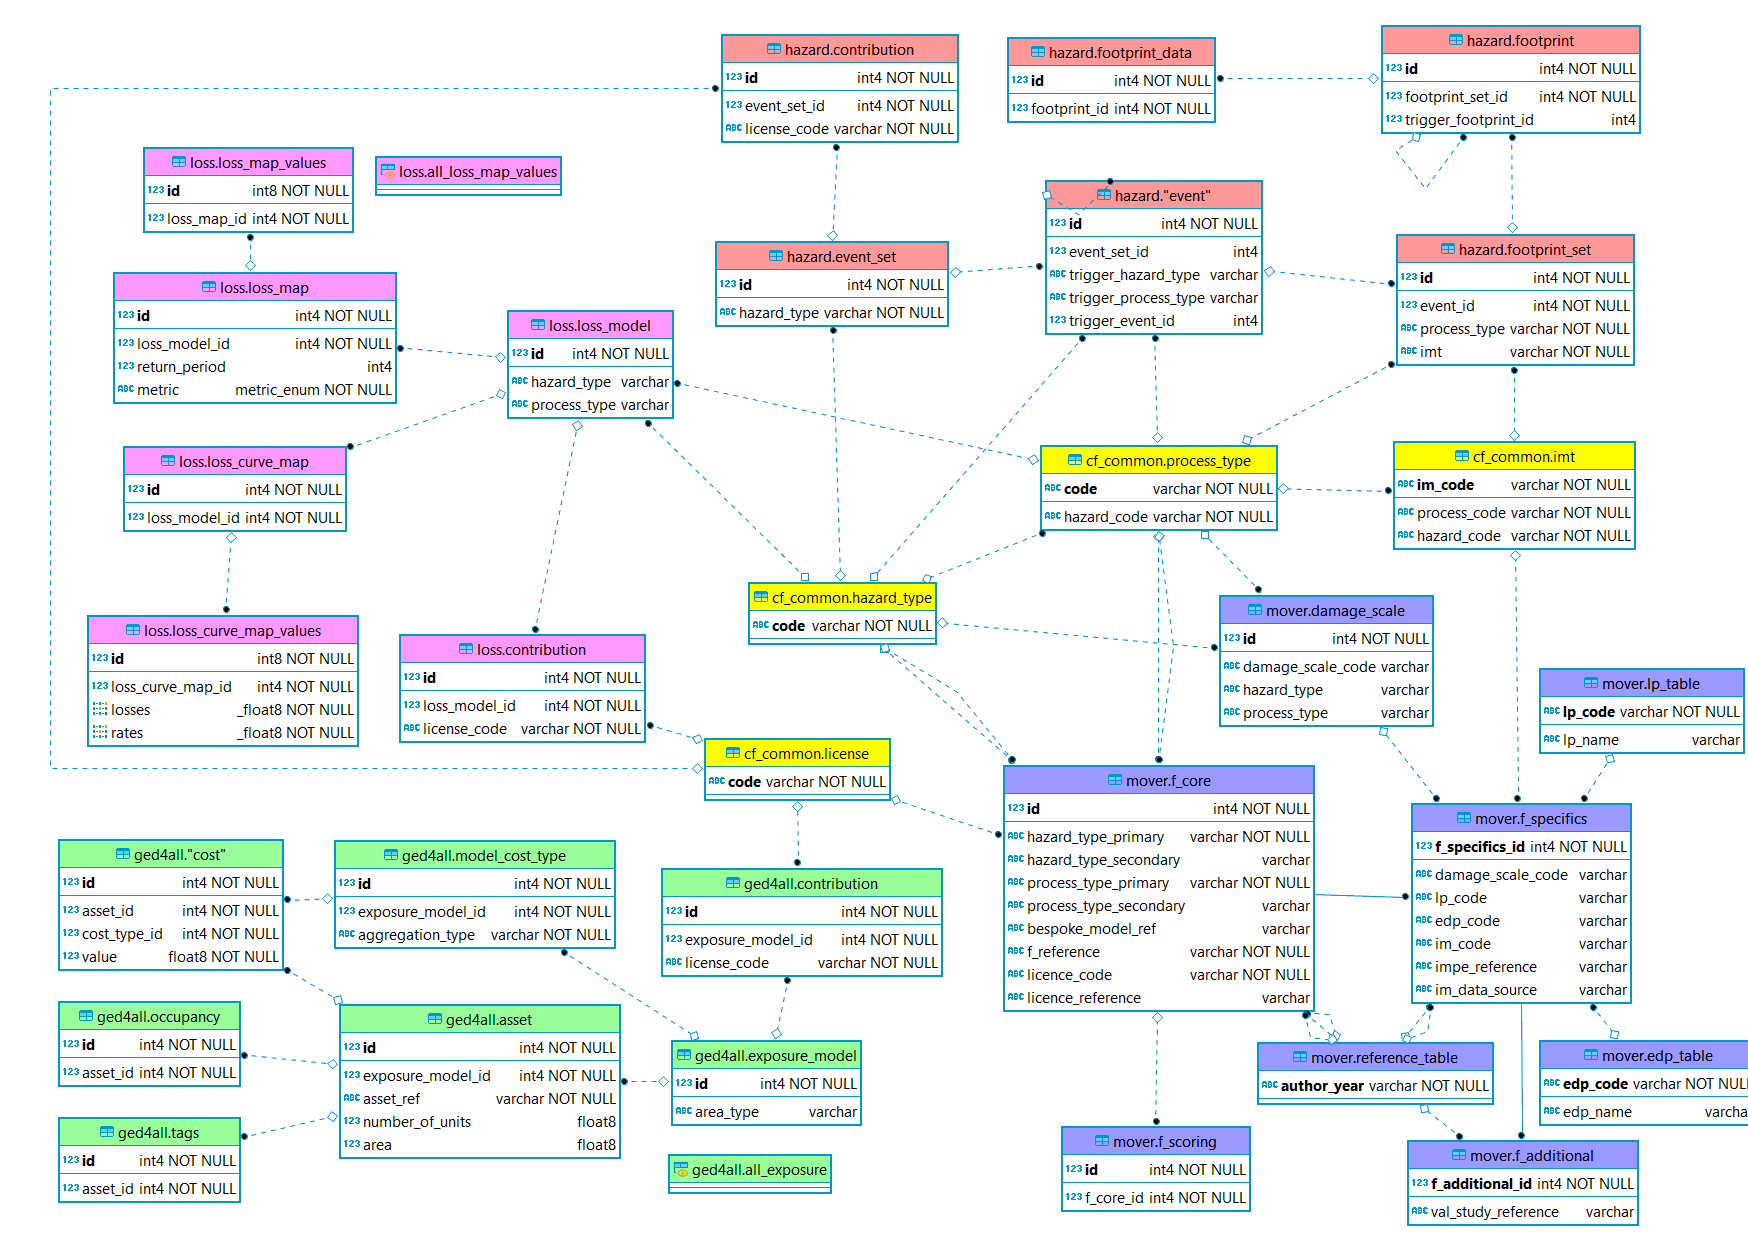 hazard.contribution
123 id int4 NOT NULL
123 event_set_id int4 NOT NULL
ABC license_code varchar NOT NULL
hazard.footprint_data
123 id int4 NOT NULL
123 footprint_id int4 NOT NULL
hazard.footprint
123 id int4 NOT NULL
123 footprint_set_id int4 NOT NULL
123 trigger_footprint_id int4
loss.loss_map_values
123 id int8 NOT NULL
123 loss_map_id int4 NOT NULL
loss.all_loss_map_values
hazard."event"
123 id int4 NOT NULL
123 event_set_id int4
ABC trigger_hazard_type varchar
ABC trigger_process_type varchar
123 trigger_event_id int4
hazard.event_set
123 id int4 NOT NULL
ABC hazard_type varchar NOT NULL
hazard.footprint_set
123 id int4 NOT NULL
123 event_id int4 NOT NULL
ABC process_type varchar NOT NULL
ABC imt varchar NOT NULL
loss.loss_map
123 id int4 NOT NULL
123 loss_model_id int4 NOT NULL
123 return_period int4
ABC metric metric_enum NOT NULL
loss.loss_model
123 id int4 NOT NULL
ABC hazard_type varchar
ABC process_type varchar
loss.loss_curve_map
123 id int4 NOT NULL
123 loss_model_id int4 NOT NULL
cf_common.process_type
ABC code varchar NOT NULL
ABC hazard_code varchar NOT NULL
cf_common.imt
ABC im_code varchar NOT NULL
ABC process_code varchar NOT NULL
ABC hazard_code varchar NOT NULL
cf_common.hazard_type
ABC code varchar NOT NULL
mover.damage_scale
123 id int4 NOT NULL
ABC damage_scale_code varchar
ABC hazard_type varchar
ABC process_type varchar
loss.loss_curve_map_values
123 id int8 NOT NULL
123 loss_curve_map_id int4 NOT NULL
losses _float8 NOT NULL
rates _float8 NOT NULL
loss.contribution
123 id int4 NOT NULL
123 loss_model_id int4 NOT NULL
ABC license_code varchar NOT NULL
mover.lp_table
ABC lp_code varchar NOT NULL
ABC lp_name varchar
cf_common.license
ABC code varchar NOT NULL
mover.f_core
123 id int4 NOT NULL
ABC hazard_type_primary varchar NOT NULL
ABC hazard_type_secondary varchar
ABC process_type_primary varchar NOT NULL
ABC process_type_secondary varchar
ABC bespoke_model_ref varchar
ABC f_reference varchar NOT NULL
ABC licence_code varchar NOT NULL
ABC licence_reference varchar
mover.f_specifics
123 f_specifics_id int4 NOT NULL
ABC damage_scale_code varchar
ABC lp_code varchar
ABC edp_code varchar
ABC im_code varchar
ABC impe_reference varchar
ABC im_data_source varchar
ged4all."cost"
123 id int4 NOT NULL
123 asset_id int4 NOT NULL
123 cost_type_id int4 NOT NULL
123 value float8 NOT NULL
ged4all.model_cost_type
123 id int4 NOT NULL
123 exposure_model_id int4 NOT NULL
ABC aggregation_type varchar NOT NULL
ged4all.contribution
123 id int4 NOT NULL
123 exposure_model_id int4 NOT NULL
ABC license_code varchar NOT NULL
ged4all.occupancy
123 id int4 NOT NULL
123 asset_id int4 NOT NULL
ged4all.asset
123 id int4 NOT NULL
123 exposure_model_id int4 NOT NULL
ABC asset_ref varchar NOT NULL
123 number_of_units float8
123 area float8
ged4all.exposure_model
123 id int4 NOT NULL
ABC area_type varchar
mover.reference_table
ABC author_year varchar NOT NULL
mover.edp_table
ABC edp_code varchar NOT NULL
ABC edp_name varcha
ged4all.tags
123 id int4 NOT NULL
123 asset_id int4 NOT NULL
ged4all.all_exposure
mover.f_scoring
123 id int4 NOT NULL
123 f_core_id int4 NOT NULL
mover.f_additional
123 f_additional_id int4 NOT NULL
ABC val_study_reference varchar